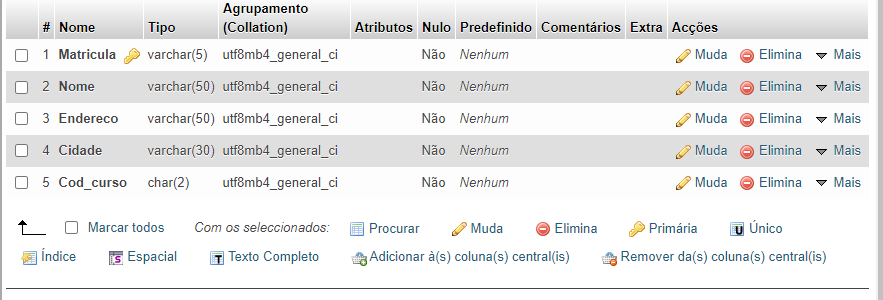 # Nome Tipo Agrupamento (Collation) Atributos Nulo Predefinido Comentários Extra Acções
1 Matricula varchar(5) utf8mb4_general_ci Não Nenhum Muda Elimina Mais
2 Nome varchar(50) utf8mb4_general_ci Não Nenhum Muda Elimina Mais
3 Endereco varchar(50) utf8mb4_general_ci Não Nenhum Muda Elimina Mais
4 Cidade varchar(30) utf8mb4_general_ci Não Nenhum Muda Elimina Mais
5 Cod_curso char(2) utf8mb4_general_ci Não Nenhum Muda Elimina Mais
Marcar todos Com os seleccionados: Procurar Muda Elimina Primária Único
Índice Espacial Texto Completo Adicionar à(s) coluna(s) central(is) Remover da(s) coluna(s) central(is)